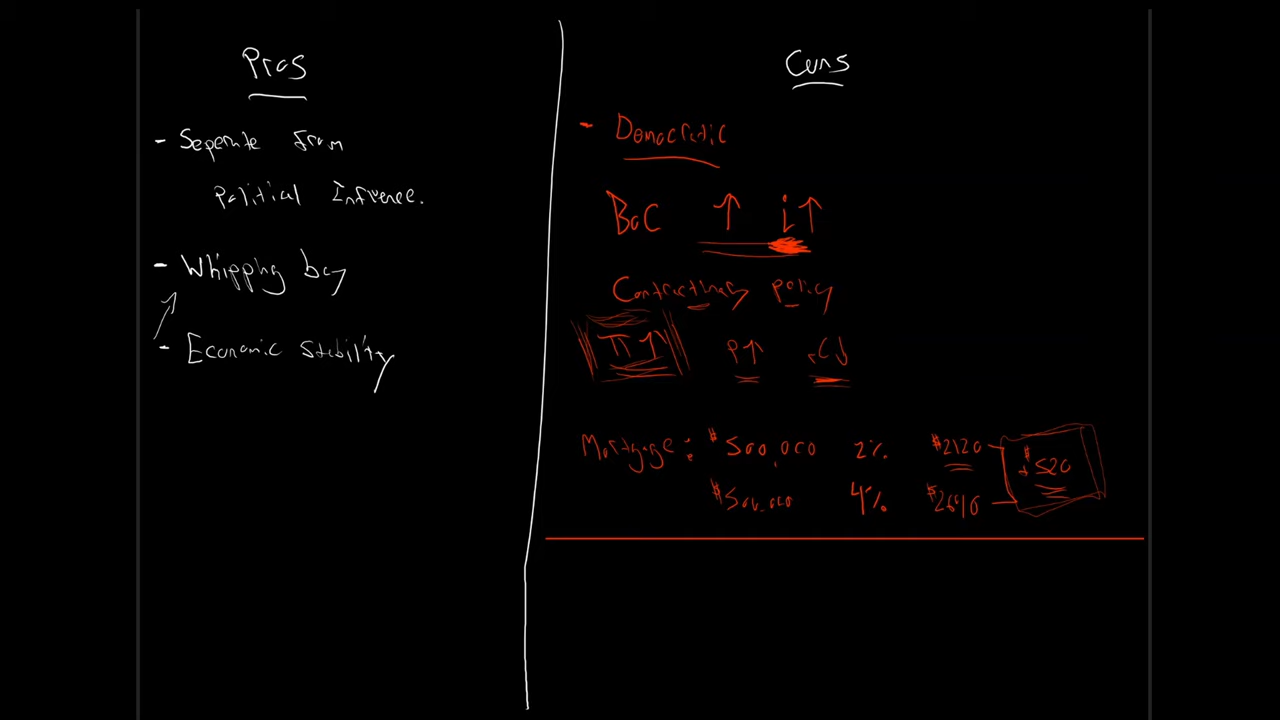 Pros
- Seperate from
Political Influence.
- Whipping boy
- Economic Stability
Cons
- Democratic
BoC ↑ i↑
Contractionary policy
π↑ P↑ C↓
Mortgage: $500,000 2% $2120
$500,000 4% $2640
$520